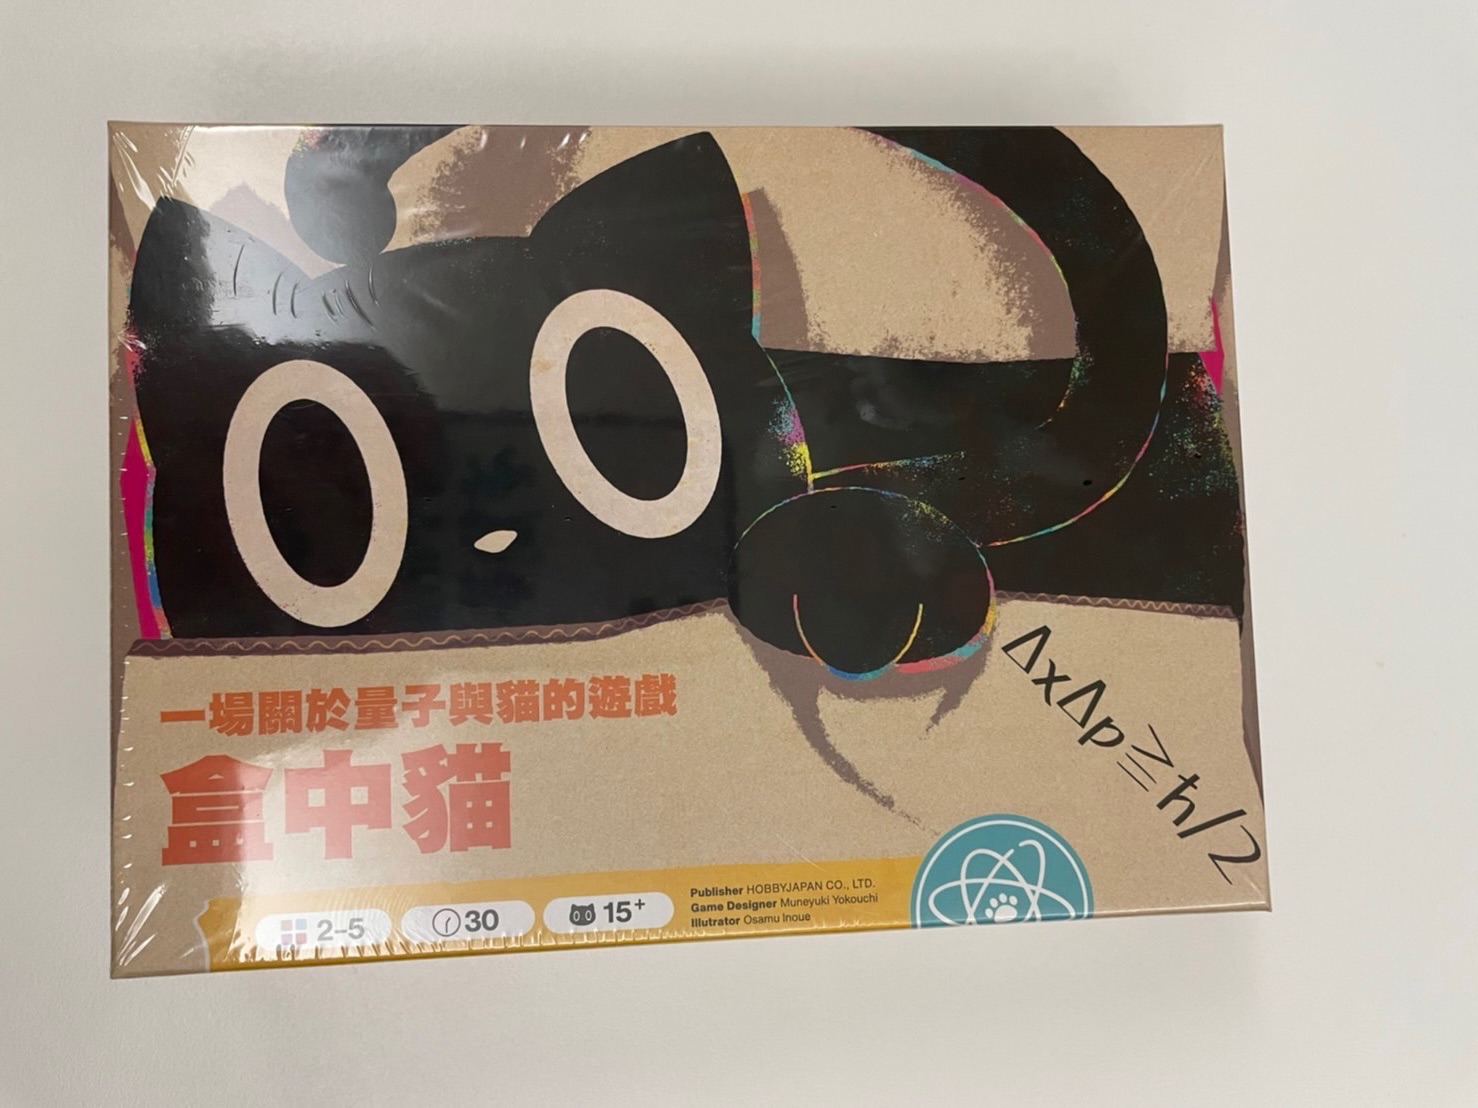 一場關於量子與貓的遊戲
盒中貓
ΔxΔp≧ħ/2
2–5
30
15+
Publisher HOBBYJAPAN CO., LTD.
Game Designer Muneyuki Yokouchi
Illutrator Osamu Inoue